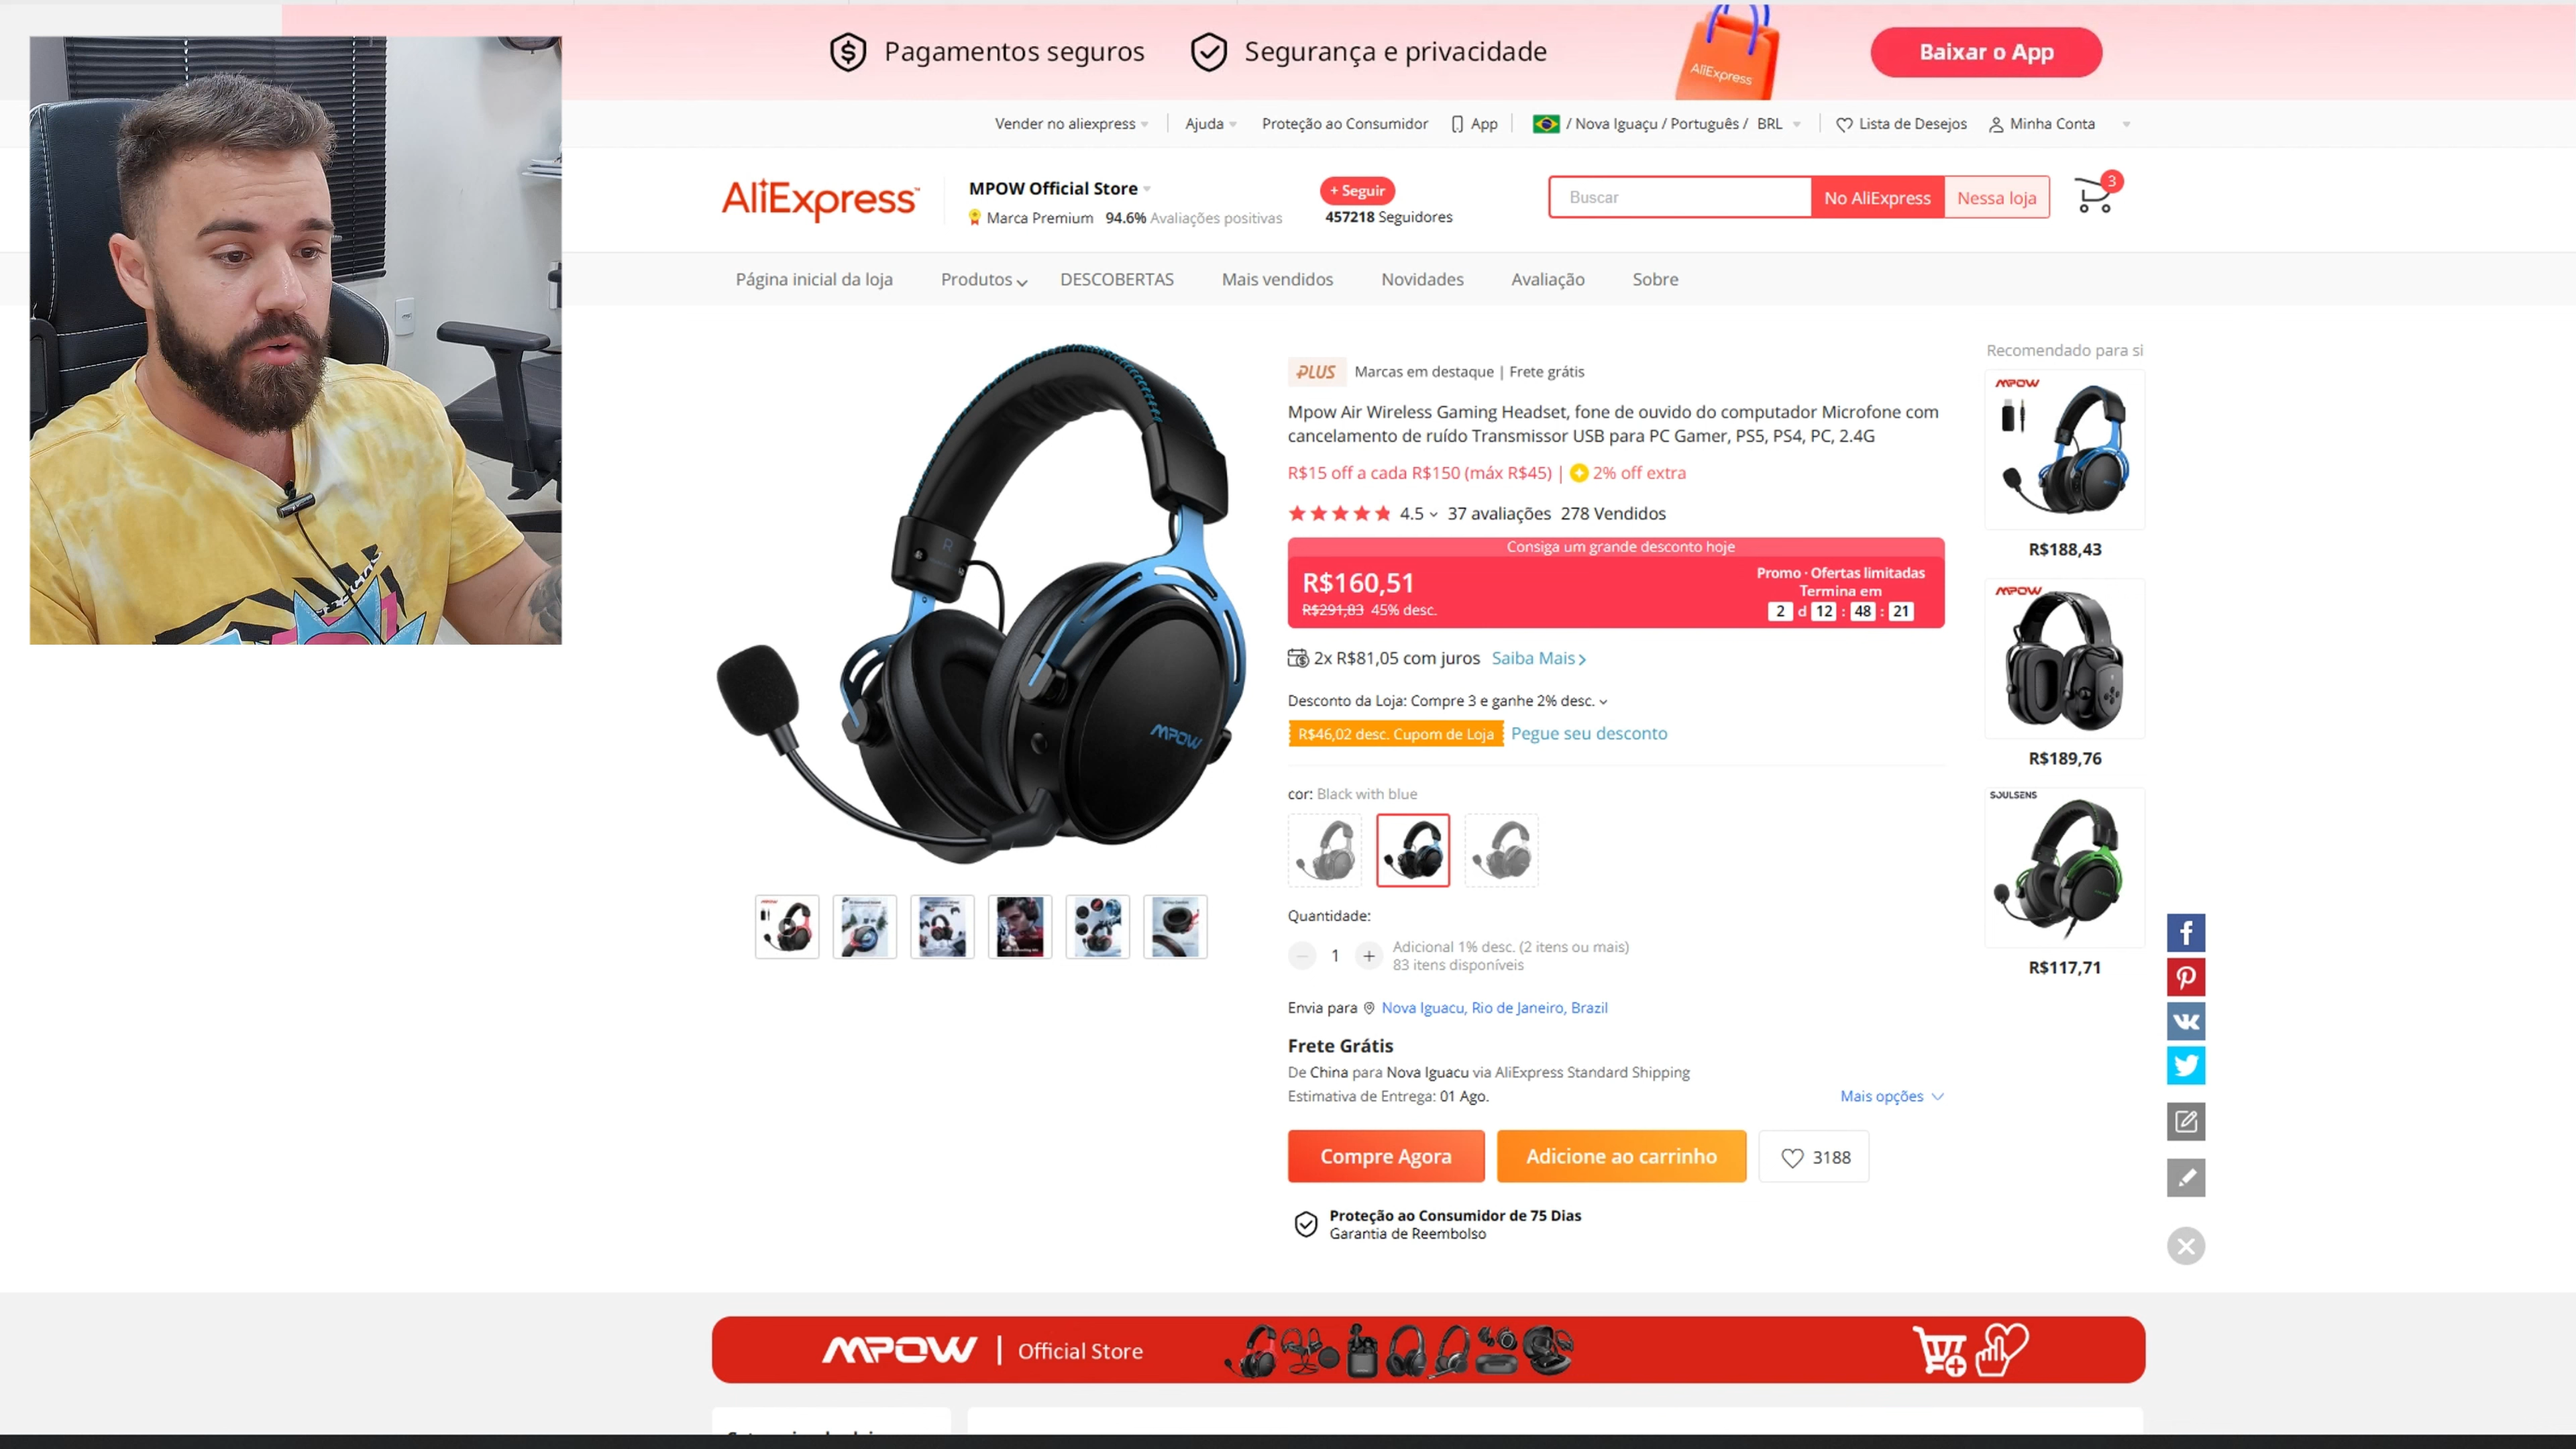 Pagamentos seguros
Segurança e privacidade
AliExpress
Baixar o App
Vender no aliexpress
Ajuda
Proteção ao Consumidor
App
/ Nova Iguaçu / Português / BRL
Lista de Desejos
Minha Conta
AliExpress
MPOW Official Store
Marca Premium 94.6% Avaliações positivas
+ Seguir
457218 Seguidores
Buscar
No AliExpress
Nessa loja
3
Página inicial da loja
Produtos
DESCOBERTAS
Mais vendidos
Novidades
Avaliação
Sobre
R
MPOW
PLUS Marcas em destaque | Frete grátis
Mpow Air Wireless Gaming Headset, fone de ouvido do computador Microfone com
cancelamento de ruído Transmissor USB para PC Gamer, PS5, PS4, PC, 2.4G
R$15 off a cada R$150 (máx R$45) | 2% off extra
4.5 37 avaliações 278 Vendidos
Consiga um grande desconto hoje
R$160,51
R$291,83 45% desc.
Promo · Ofertas limitadas
Termina em
2 d 12 : 48 : 21
2x R$81,05 com juros Saiba Mais
Desconto da Loja: Compre 3 e ganhe 2% desc.
R$46,02 desc. Cupom de Loja Pegue seu desconto
cor: Black with blue
Quantidade:
1
Adicional 1% desc. (2 itens ou mais)
83 itens disponíveis
Envia para Nova Iguacu, Rio de Janeiro, Brazil
Frete Grátis
De China para Nova Iguacu via AliExpress Standard Shipping
Estimativa de Entrega: 01 Ago.
Mais opções
Compre Agora
Adicione ao carrinho
3188
Proteção ao Consumidor de 75 Dias
Garantia de Reembolso
Recomendado para si
MPOW
R$188,43
MPOW
R$189,76
SOULSENS
R$117,71
MPOW | Official Store